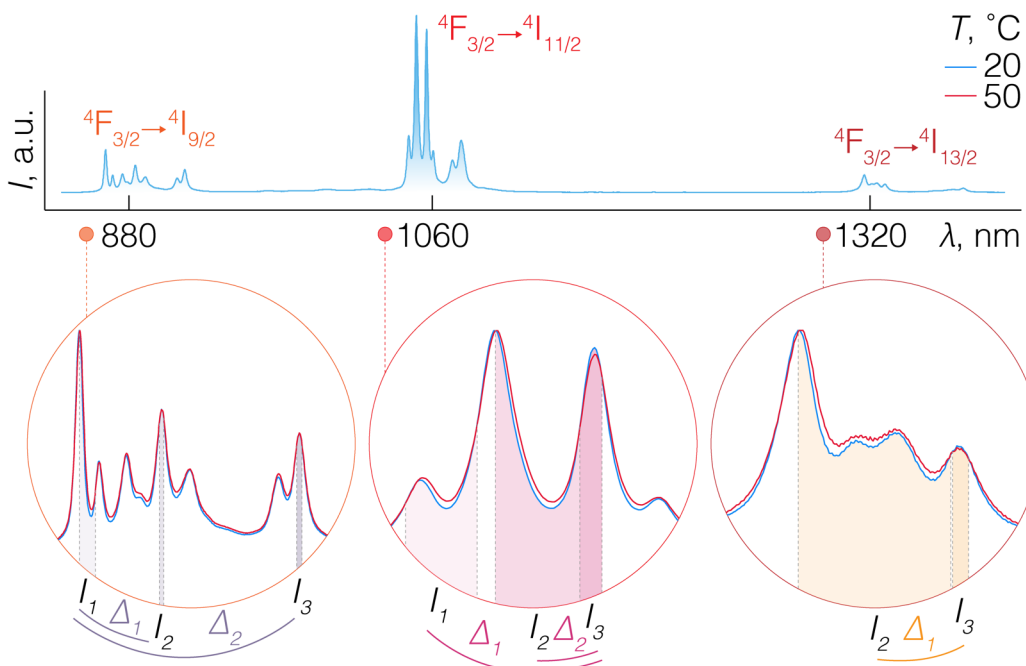 ⁴F₃/₂→⁴I₁₁/₂
T, °C
20
50
I, a.u.
⁴F₃/₂→⁴I₉/₂
⁴F₃/₂→⁴I₁₃/₂
880
1060
1320
λ, nm
I₁ Δ₁ I₂ Δ₂ I₃
I₁ Δ₁ I₂ Δ₂ I₃
I₂ Δ₁ I₃